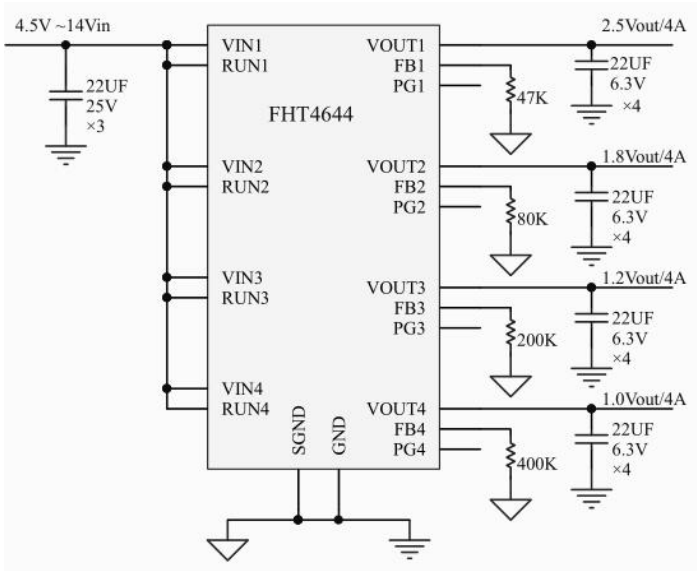 4.5V ~14Vin
2.5Vout/4A
VIN1
VOUT1
RUN1
FB1
PG1
22UF
25V
×3
47K
22UF
6.3V
×4
FHT4644
VIN2
VOUT2
1.8Vout/4A
RUN2
FB2
PG2
80K
22UF
6.3V
×4
VIN3
VOUT3
1.2Vout/4A
RUN3
FB3
PG3
200K
22UF
6.3V
×4
VIN4
RUN4
VOUT4
1.0Vout/4A
FB4
PG4
SGND
GND
400K
22UF
6.3V
×4